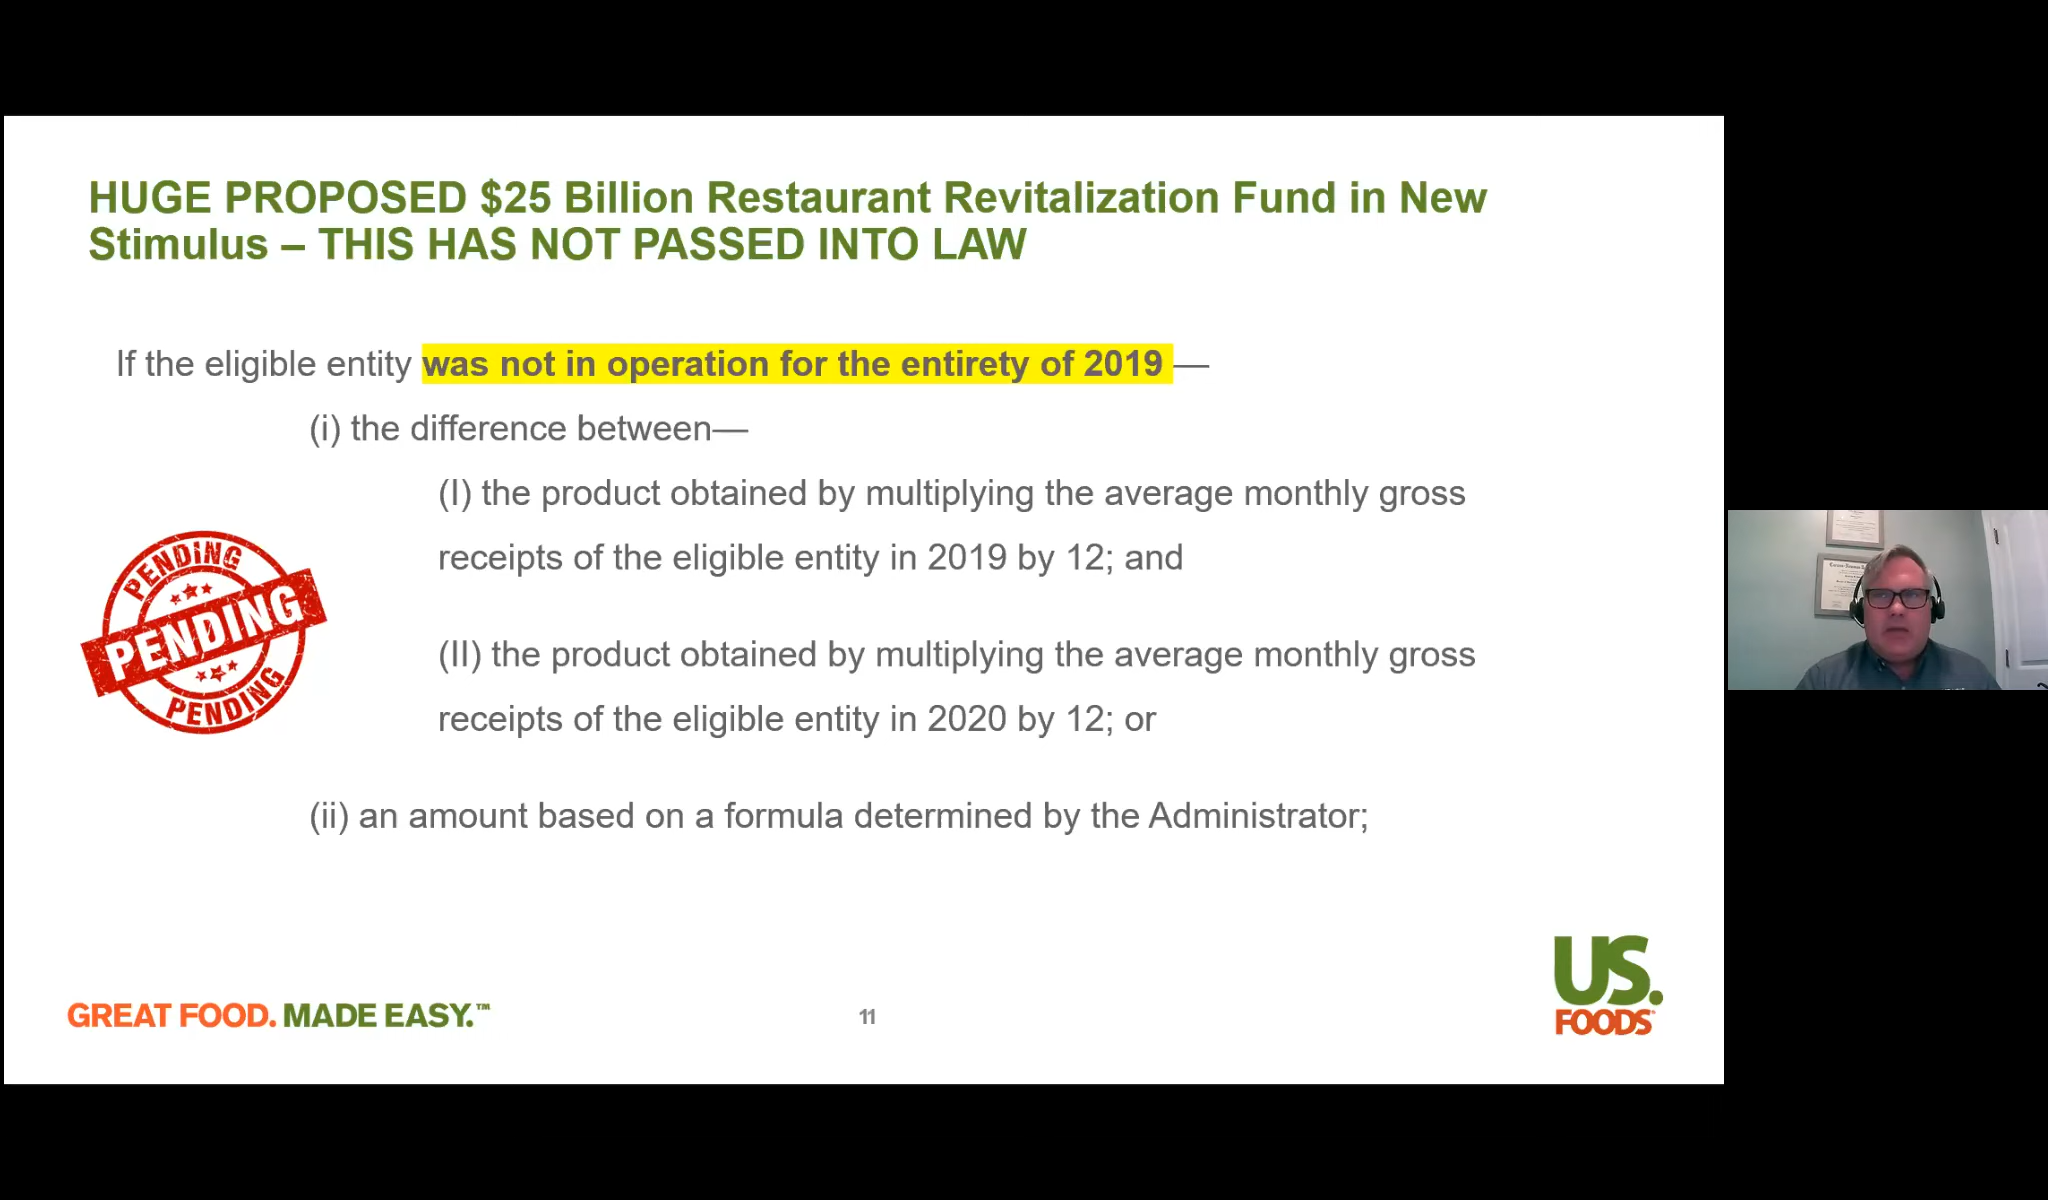 HUGE PROPOSED $25 Billion Restaurant Revitalization Fund in New
Stimulus – THIS HAS NOT PASSED INTO LAW
If the eligible entity was not in operation for the entirety of 2019 —
(i) the difference between—
(I) the product obtained by multiplying the average monthly gross
receipts of the eligible entity in 2019 by 12; and
(II) the product obtained by multiplying the average monthly gross
receipts of the eligible entity in 2020 by 12; or
(ii) an amount based on a formula determined by the Administrator;
PENDING
PENDING
PENDING
GREAT FOOD. MADE EASY.™
11
US.
FOODS